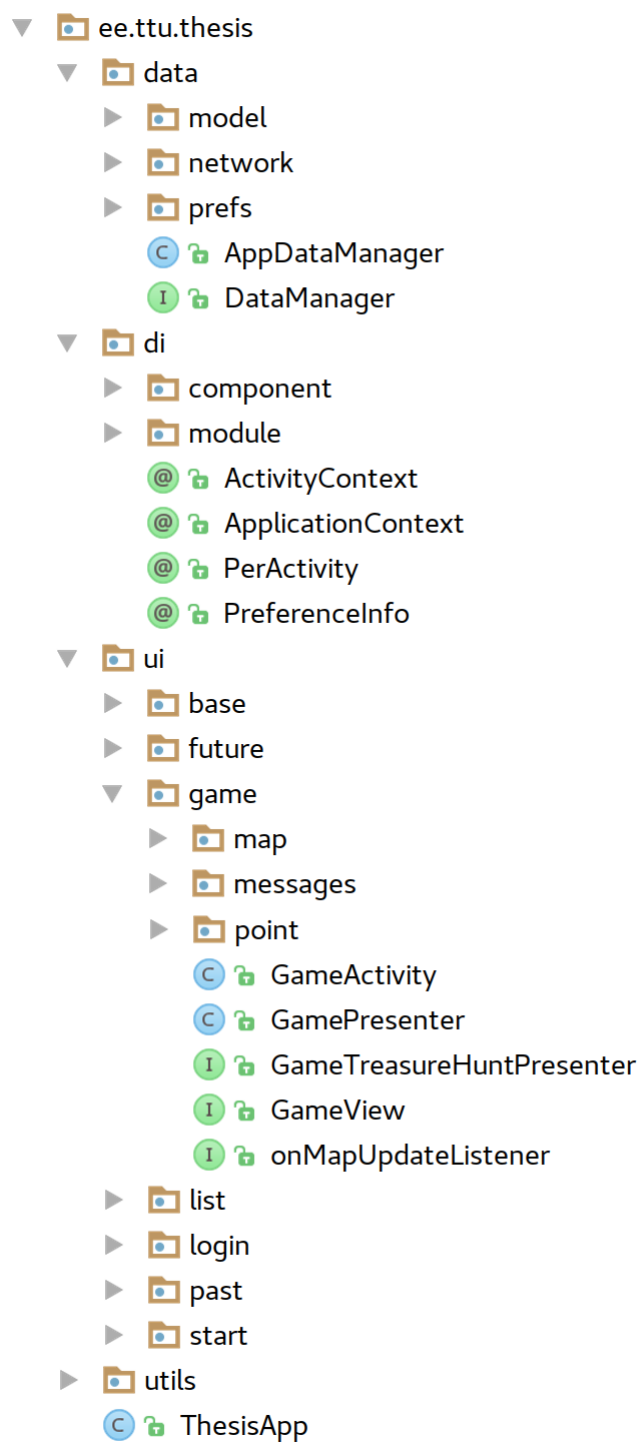 ee.ttu.thesis
data
model
network
prefs
AppDataManager
DataManager
di
component
module
ActivityContext
ApplicationContext
PerActivity
PreferenceInfo
ui
base
future
game
map
messages
point
GameActivity
GamePresenter
GameTreasureHuntPresenter
GameView
onMapUpdateListener
list
login
past
start
utils
ThesisApp